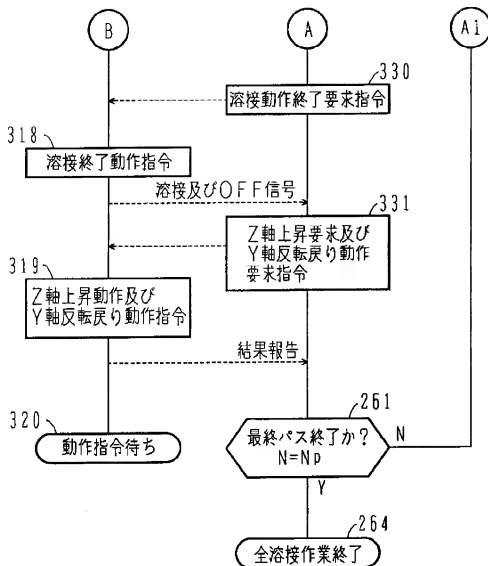 B
A
A1
330
溶接動作終了要求指令
318
溶接終了動作指令
溶接及びOFF信号
331
Z軸上昇要求及び
Y軸反転戻り動作
要求指令
319
Z軸上昇動作及び
Y軸反転戻り動作指令
結果報告
261
320
最終パス終了か?
N=Np
N
動作指令待ち
Y
264
全溶接作業終了